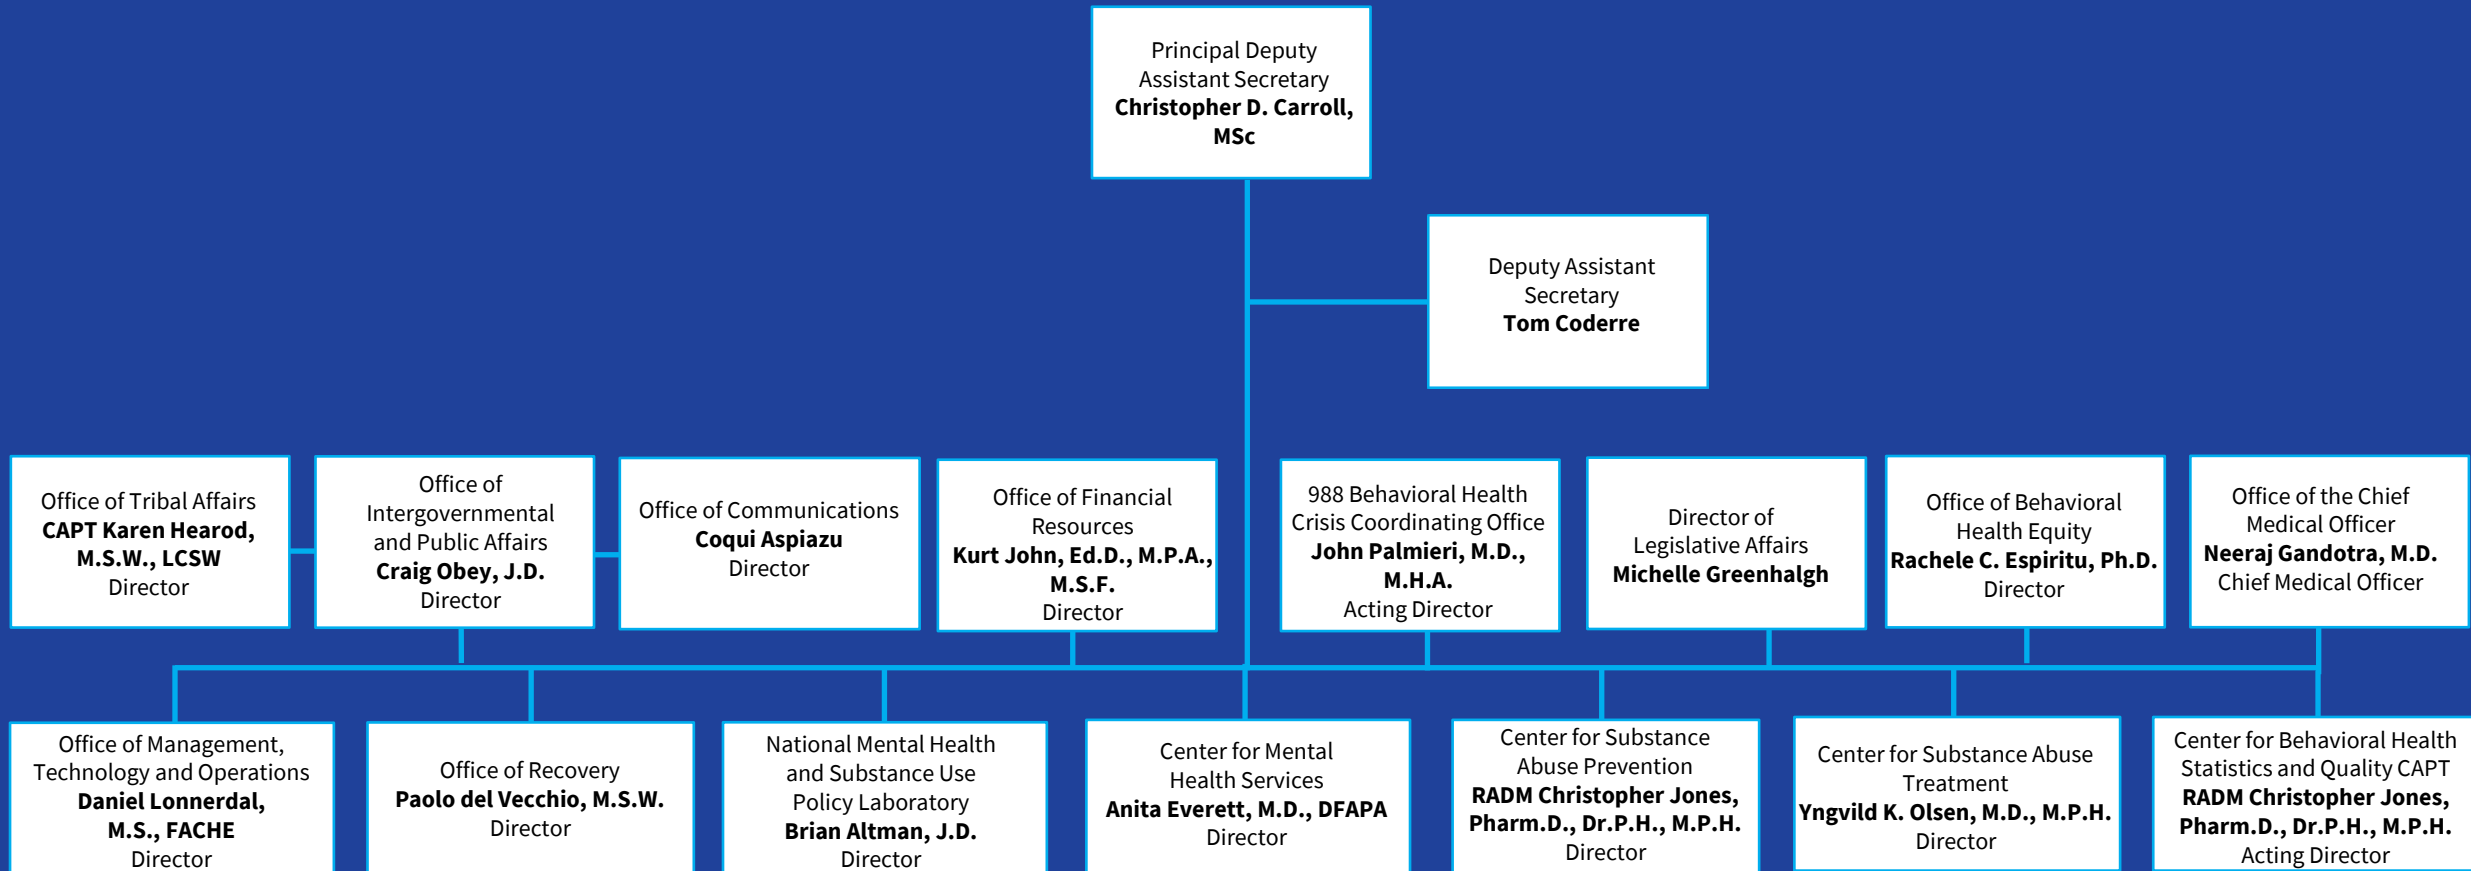 Principal Deputy
Assistant Secretary
Christopher D. Carroll,
MSc
Deputy Assistant
Secretary
Tom Coderre
Office of Tribal Affairs
CAPT Karen Hearod,
M.S.W., LCSW
Director
Office of
Intergovernmental
and Public Affairs
Craig Obey, J.D.
Director
Office of Communications
Coqui Aspiazu
Director
Office of Financial
Resources
Kurt John, Ed.D., M.P.A.,
M.S.F.
Director
988 Behavioral Health
Crisis Coordinating Office
John Palmieri, M.D.,
M.H.A.
Acting Director
Director of
Legislative Affairs
Michelle Greenhalgh
Office of Behavioral
Health Equity
Rachele C. Espiritu, Ph.D.
Director
Office of the Chief
Medical Officer
Neeraj Gandotra, M.D.
Chief Medical Officer
Office of Management,
Technology and Operations
Daniel Lonnerdal,
M.S., FACHE
Director
Office of Recovery
Paolo del Vecchio, M.S.W.
Director
National Mental Health
and Substance Use
Policy Laboratory
Brian Altman, J.D.
Director
Center for Mental
Health Services
Anita Everett, M.D., DFAPA
Director
Center for Substance
Abuse Prevention
RADM Christopher Jones,
Pharm.D., Dr.P.H., M.P.H.
Director
Center for Substance Abuse
Treatment
Yngvild K. Olsen, M.D., M.P.H.
Director
Center for Behavioral Health
Statistics and Quality CAPT
RADM Christopher Jones,
Pharm.D., Dr.P.H., M.P.H.
Acting Director